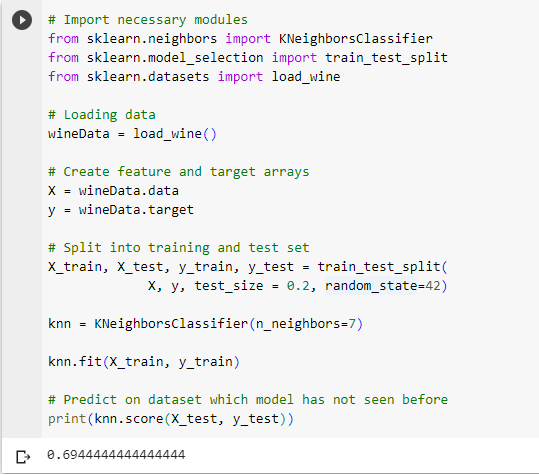 # Import necessary modules
from sklearn.neighbors import KNeighborsClassifier
from sklearn.model_selection import train_test_split
from sklearn.datasets import load_wine
# Loading data
wineData = load_wine()
# Create feature and target arrays
X = wineData.data
y = wineData.target
# Split into training and test set
X_train, X_test, y_train, y_test = train_test_split(
X, y, test_size = 0.2, random_state=42)
knn = KNeighborsClassifier(n_neighbors=7)
knn.fit(X_train, y_train)
# Predict on dataset which model has not seen before
print(knn.score(X_test, y_test))
0.6944444444444444